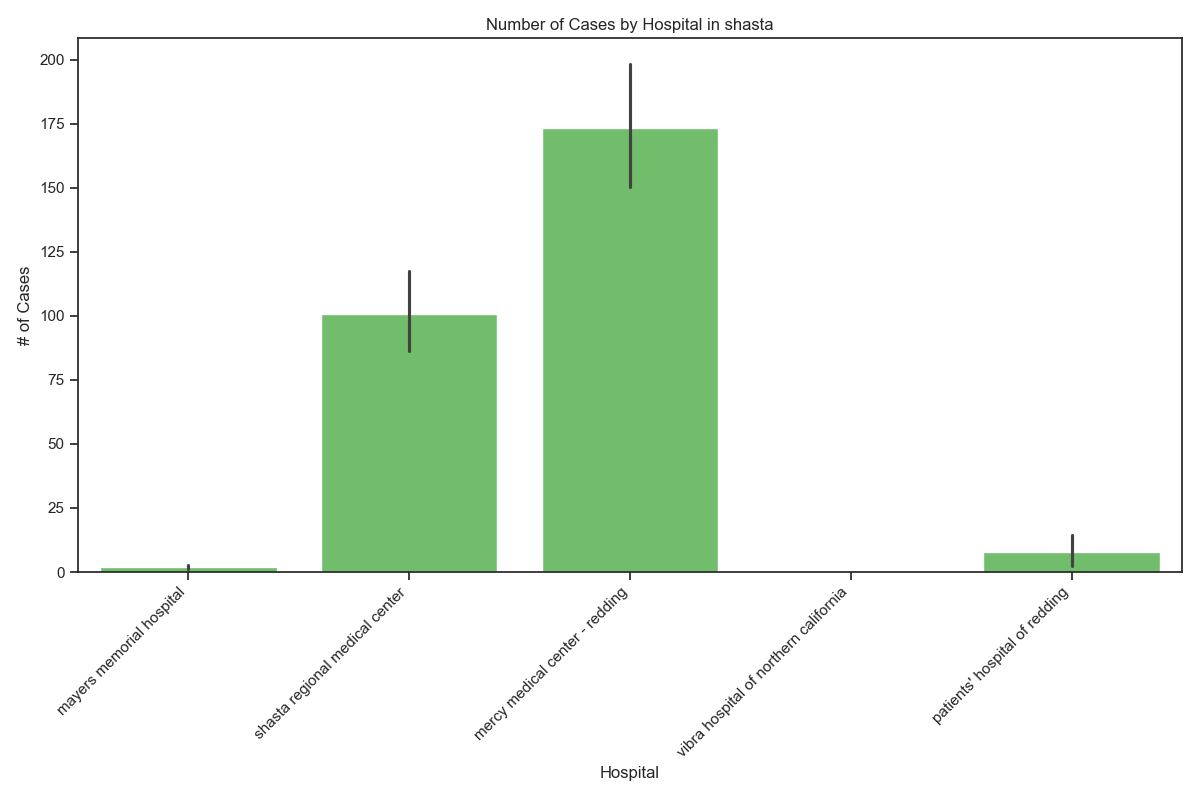 Number of Cases by Hospital in shasta
# of Cases
200
175
150
125
100
75
50
25
0
mayers memorial hospital
shasta regional medical center
mercy medical center - redding
vibra hospital of northern california
patients' hospital of redding
Hospital